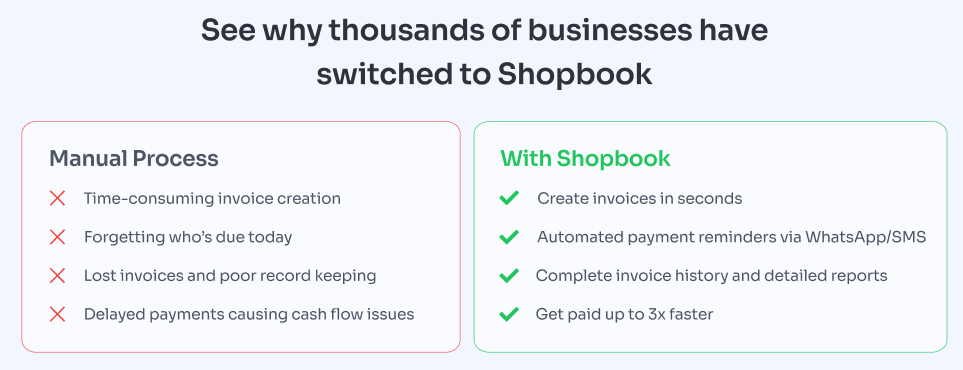 See why thousands of businesses have
switched to Shopbook
Manual Process
Time-consuming invoice creation
Forgetting who’s due today
Lost invoices and poor record keeping
Delayed payments causing cash flow issues
With Shopbook
Create invoices in seconds
Automated payment reminders via WhatsApp/SMS
Complete invoice history and detailed reports
Get paid up to 3x faster